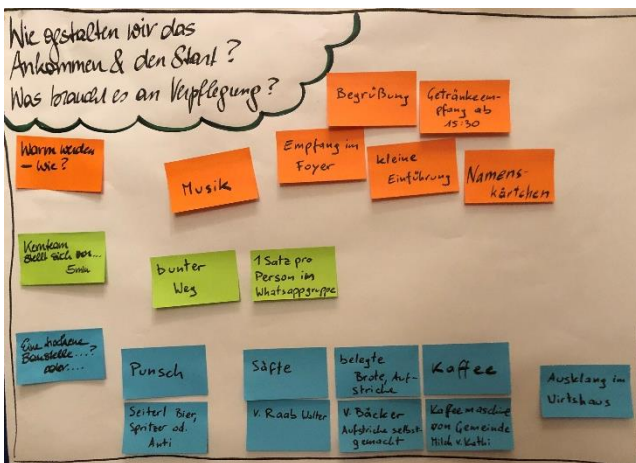 Wie gestalten wir das
Ankommen & den Start?
Was braucht es an Verpflegung?
Begrüßung
Getränkeem-
pfang ab
15:30
Warm werden
– wie?
Musik
Empfang im
Foyer
kleine
Einführung
Namens-
kärtchen
Kernteam
stellt sich vor...
5min
bunter
Weg
1 Satz pro
Person in
Whatsappgruppe
Eine trockene
Baustelle...?
oder....
Punsch
Säfte
belegte
Brote, Auf-
striche
Kaffee
Ausklang im
Wirtshaus
Seiterl Bier,
Spritzer od.
Anti
v. Raab Walter
v. Bäcker
Aufstriche selbst-
gemacht
Kaffeemaschine
von Gemeinde
Milch v. Kathi